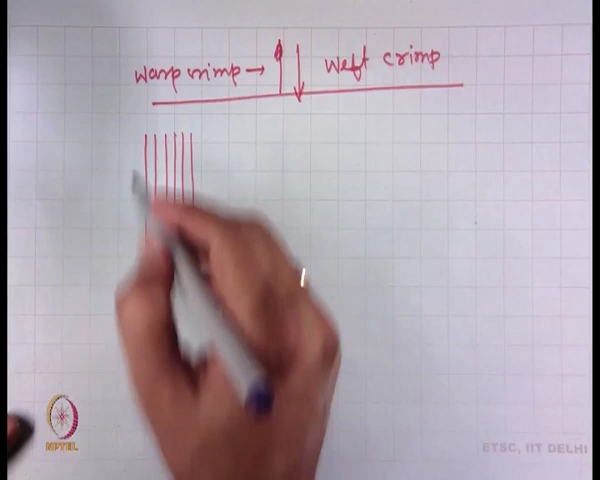 Warp crimp → ↑ ↓ Weft crimp
NPTEL
ETSC, IIT DELHI